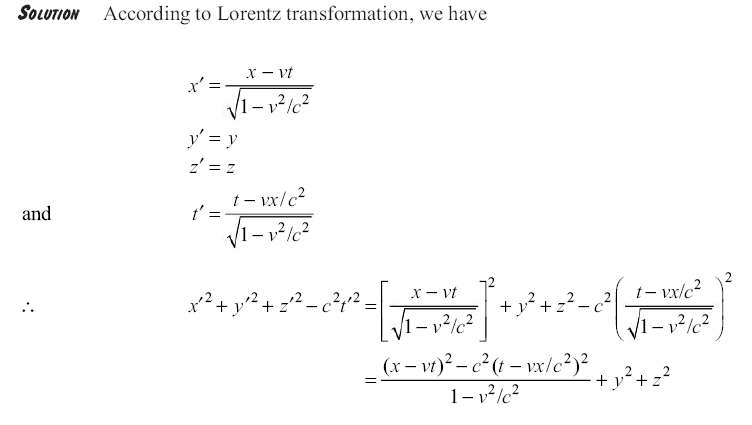 SOLUTION According to Lorentz transformation, we have
x′ = (x − vt) / √(1 − v²/c²)
y′ = y
z′ = z
and t′ = (t − vx/c²) / √(1 − v²/c²)
∴ x′² + y′² + z′² − c²t′² = [(x − vt) / √(1 − v²/c²)]² + y² + z² − c²((t − vx/c²) / √(1 − v²/c²))²
= ((x − vt)² − c²(t − vx/c²)²) / (1 − v²/c²) + y² + z²